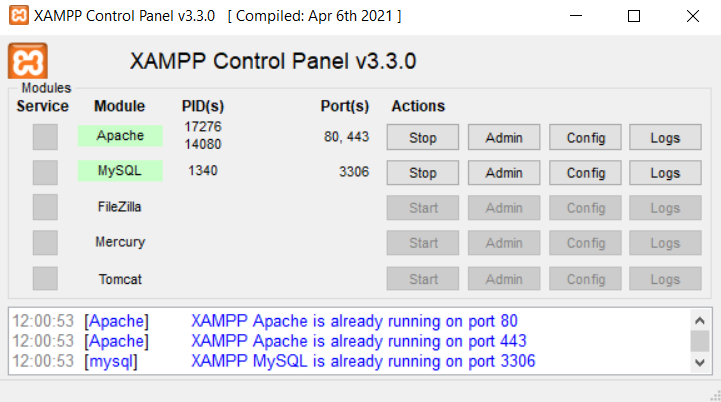 XAMPP Control Panel v3.3.0 [ Compiled: Apr 6th 2021 ]
XAMPP Control Panel v3.3.0
Modules
Service Module PID(s) Port(s) Actions
Apache 17276 14080 80, 443 Stop Admin Config Logs
MySQL 1340 3306 Stop Admin Config Logs
FileZilla Start Admin Config Logs
Mercury Start Admin Config Logs
Tomcat Start Admin Config Logs
12:00:53 [Apache] XAMPP Apache is already running on port 80
12:00:53 [Apache] XAMPP Apache is already running on port 443
12:00:53 [mysql] XAMPP MySQL is already running on port 3306